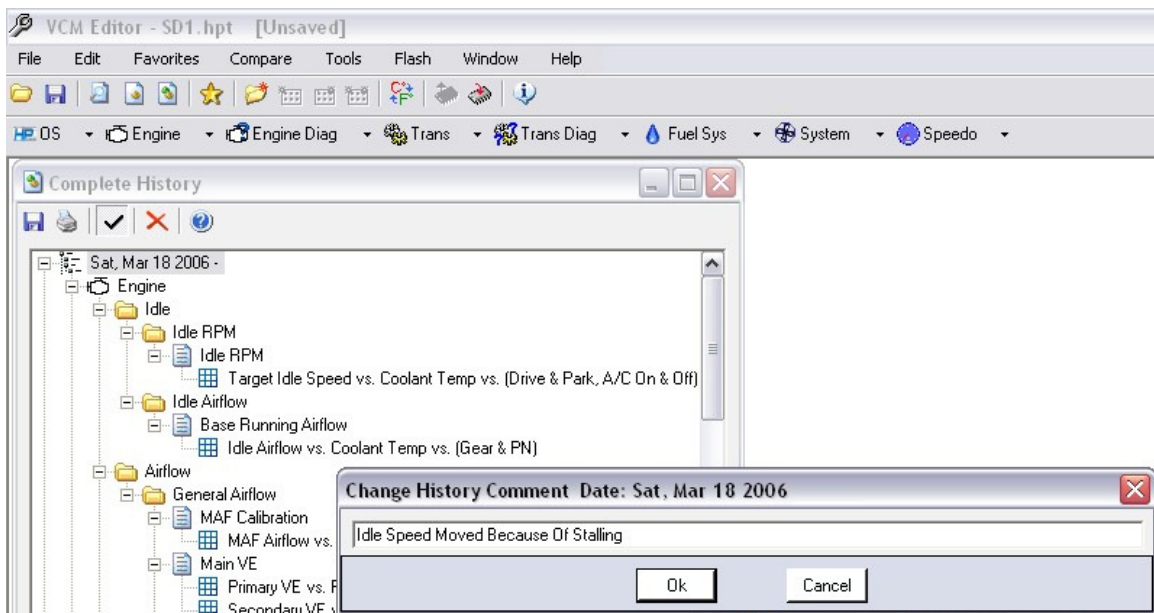 VCM Editor - SD1.hpt [Unsaved]
File Edit Favorites Compare Tools Flash Window Help
HP OS Engine Engine Diag Trans Trans Diag Fuel Sys System Speedo
Complete History
Sat, Mar 18 2006 -
Engine
Idle
Idle RPM
Idle RPM
Target Idle Speed vs. Coolant Temp vs. (Drive & Park, A/C On & Off)
Idle Airflow
Base Running Airflow
Idle Airflow vs. Coolant Temp vs. (Gear & PN)
Airflow
General Airflow
MAF Calibration
MAF Airflow vs.
Main VE
Primary VE vs.
Secondary VE
Change History Comment Date: Sat, Mar 18 2006
Idle Speed Moved Because Of Stalling
Ok Cancel